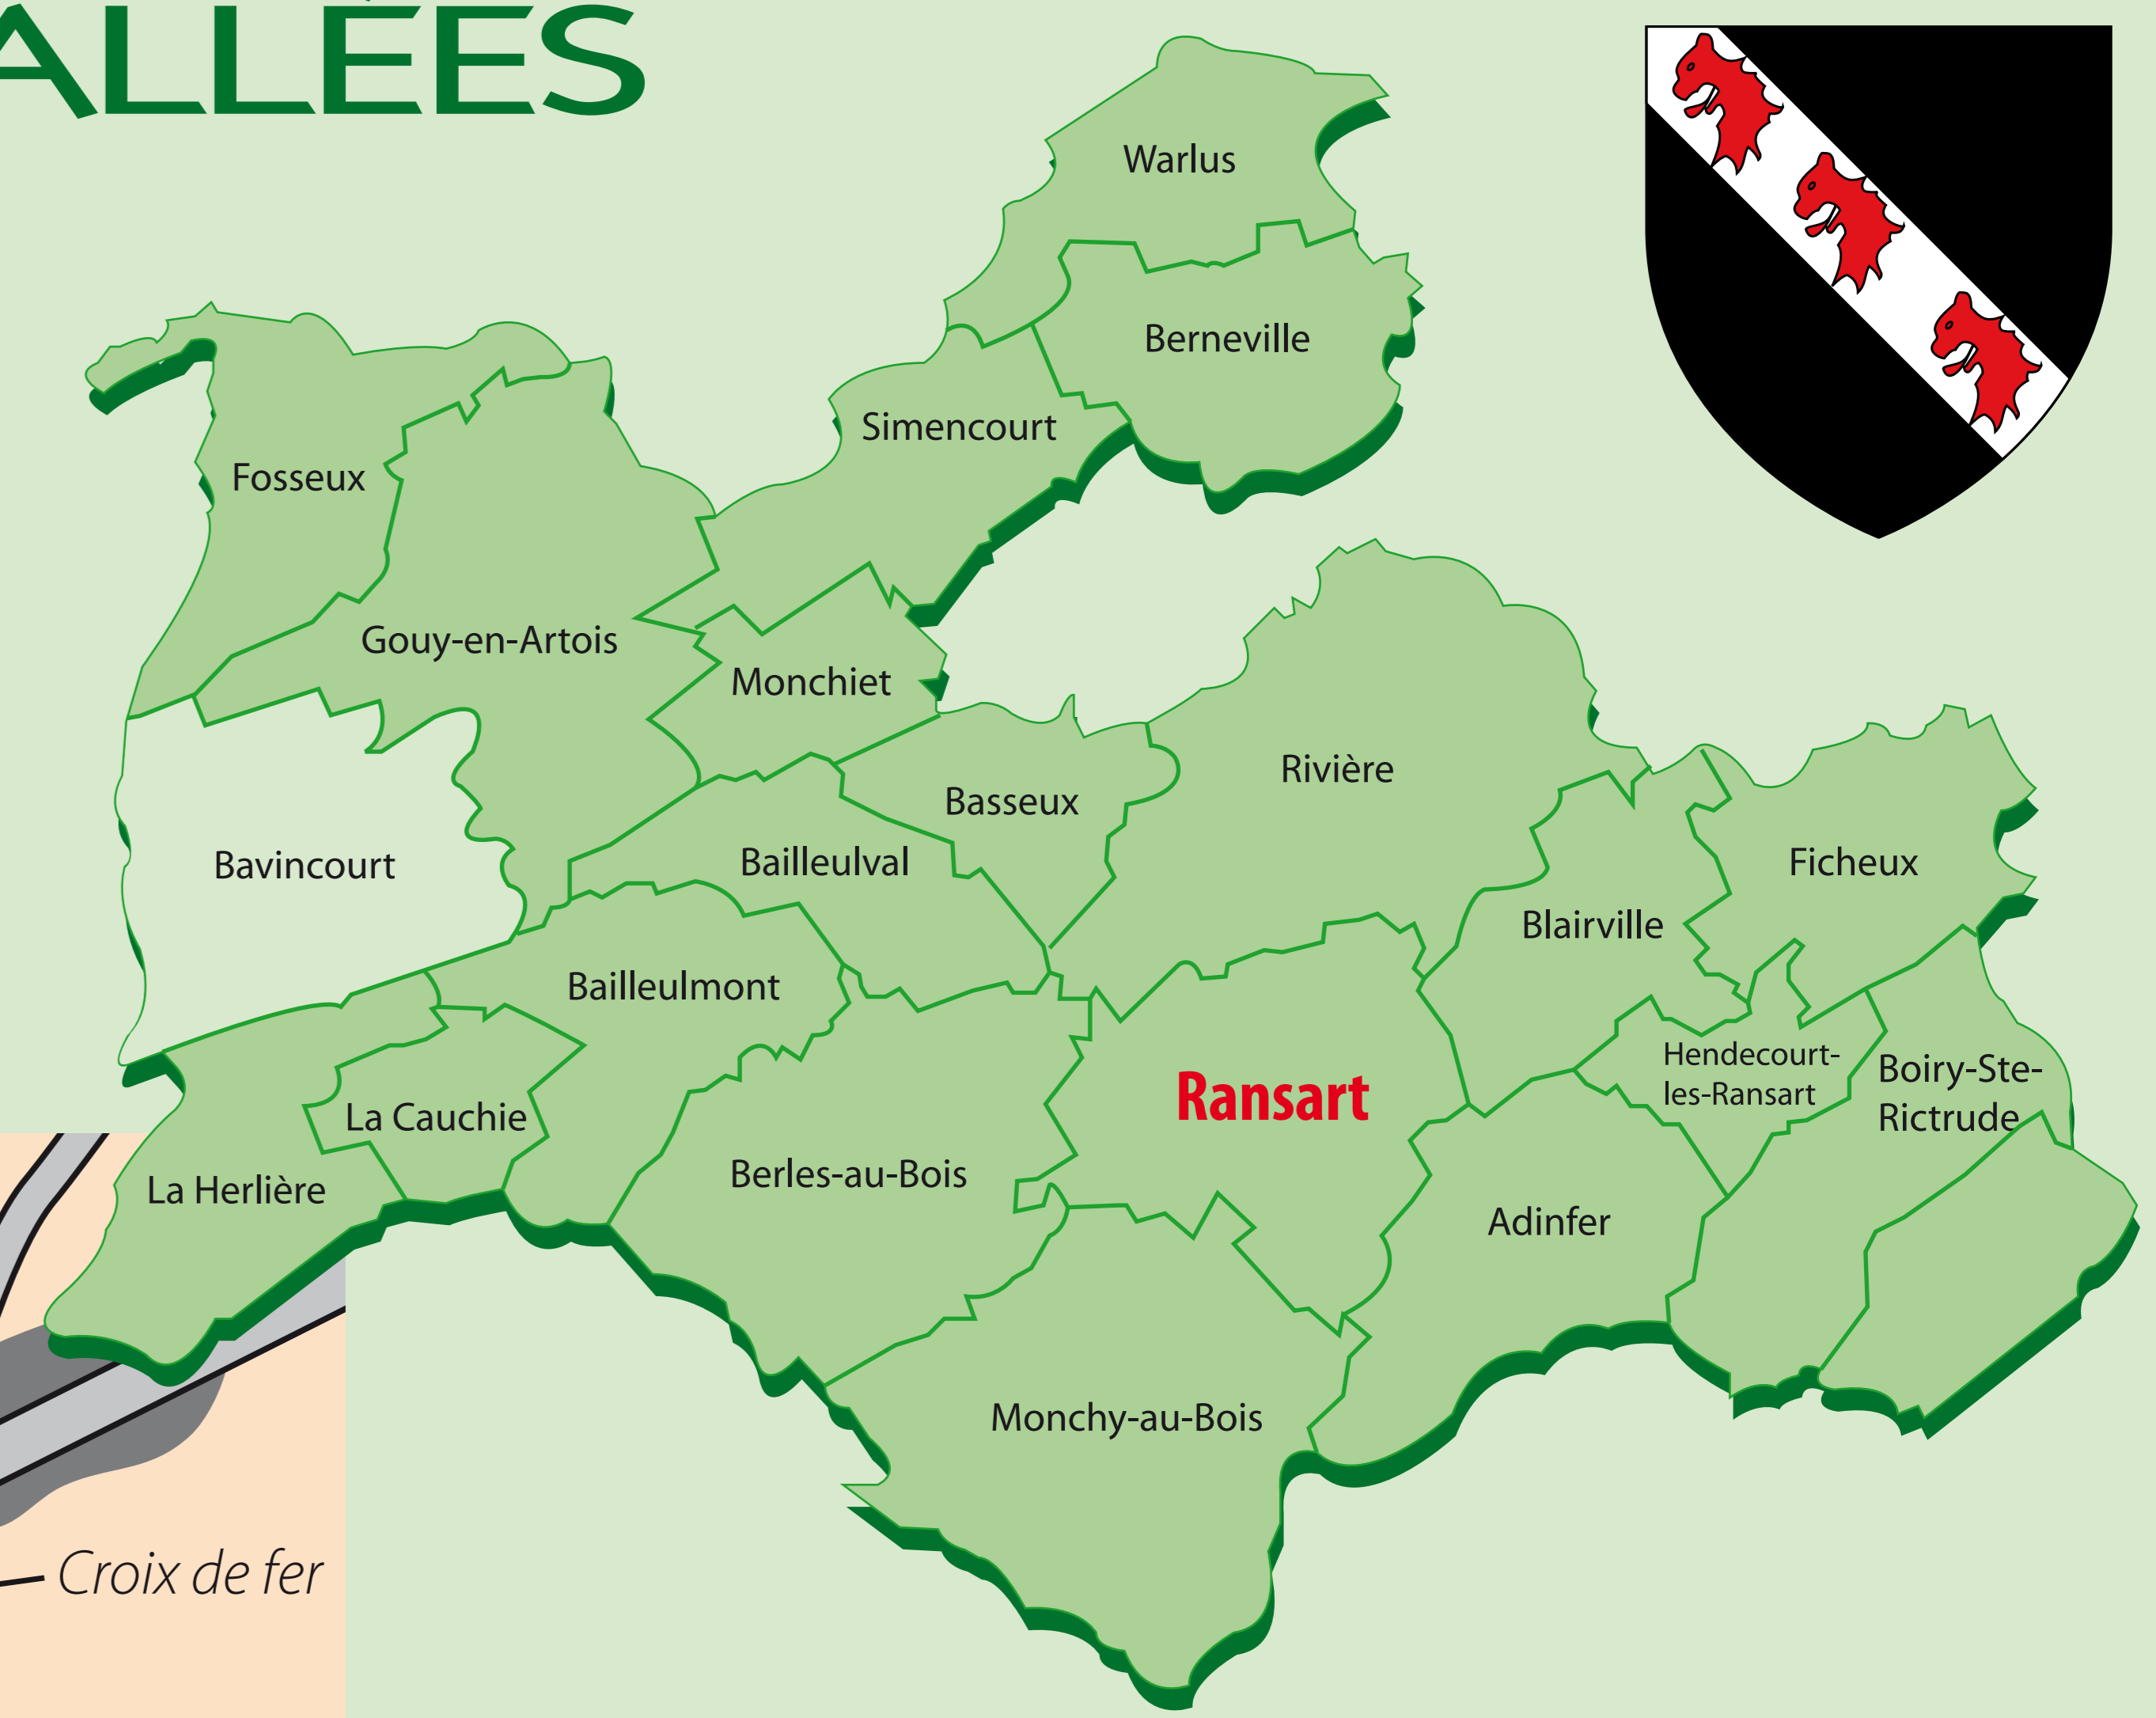 ALLÉES
Warlus
Berneville
Simencourt
Fosseux
Gouy-en-Artois
Monchiet
Rivière
Basseux
Bavincourt
Bailleulval
Ficheux
Blairville
Bailleulmont
Hendecourt-
les-Ransart
Boiry-Ste-
Rictrude
Ransart
La Cauchie
Berles-au-Bois
La Herlière
Adinfer
Monchy-au-Bois
Croix de fer